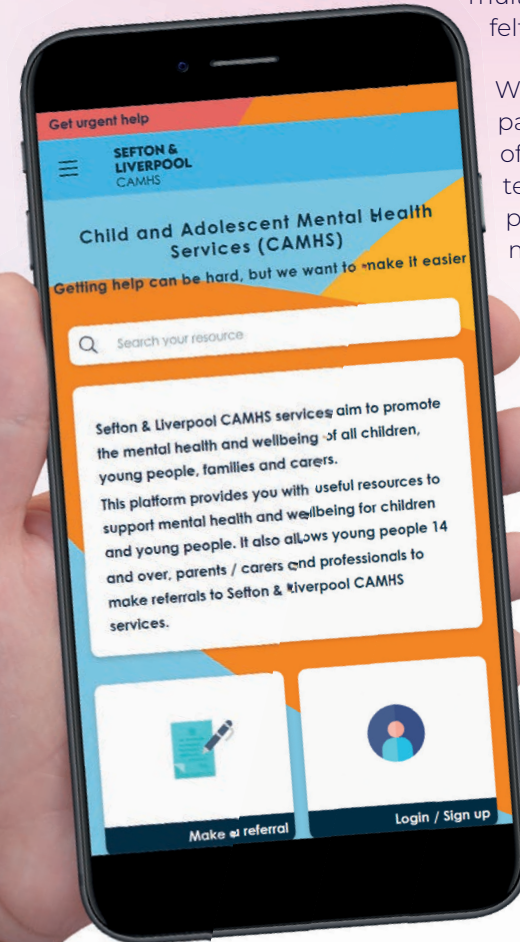 felt
W
pa
of
te
p
n
Get urgent help
SEFTON &
LIVERPOOL
CAMHS
Child and Adolescent Mental Health
Services (CAMHS)
Getting help can be hard, but we want to make it easier
Search your resource
Sefton & Liverpool CAMHS services aim to promote
the mental health and wellbeing of all children,
young people, families and carers.
This platform provides you with useful resources to
support mental health and wellbeing for children
and young people. It also allows young people 14
and over, parents / carers and professionals to
make referrals to Sefton & Liverpool CAMHS
services.
Make a referral
Login / Sign up